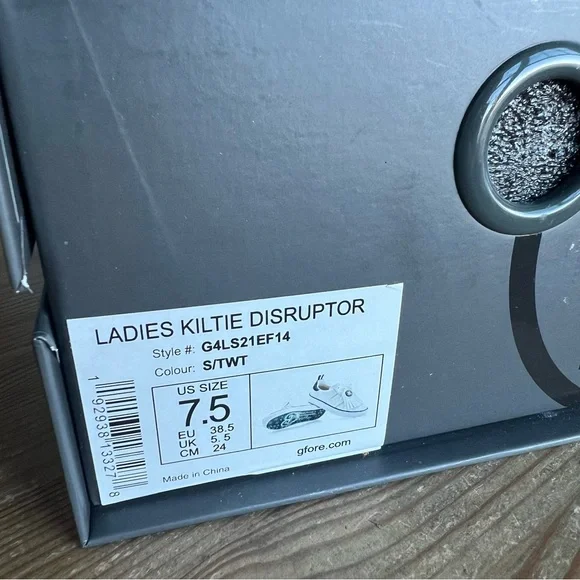 LADIES KILTIE DISRUPTOR
Style #: G4LS21EF14
Colour: S/TWT
US SIZE
7.5
EU 38.5
UK 5.5
CM 24
gfore.com
Made in China
1 92938 13327 8